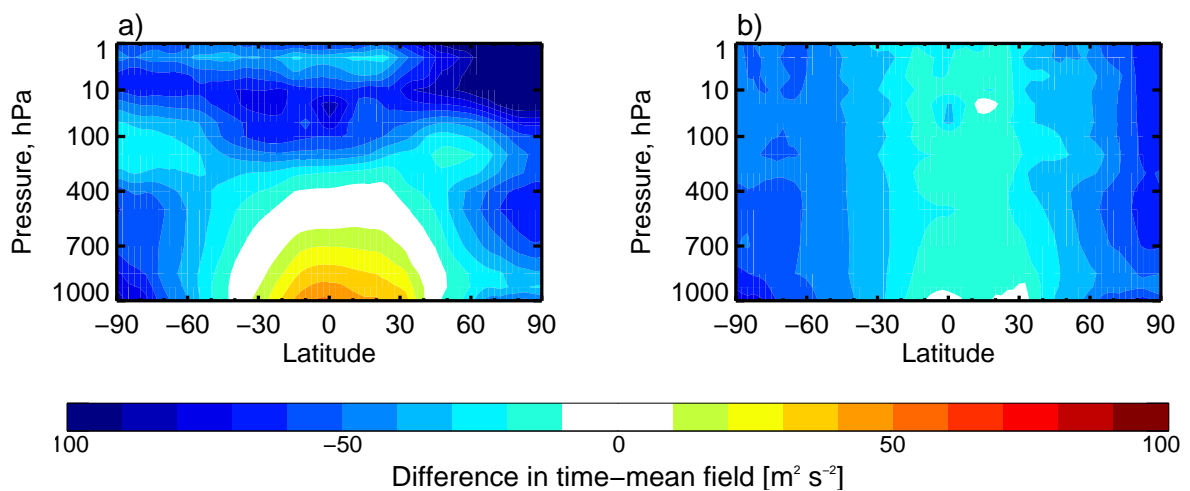 a)
b)
1
10
100
400
700
1000
Pressure, hPa
−90 −60 −30 0 30 60 90
Latitude
1
10
100
400
700
1000
Pressure, hPa
−90 −60 −30 0 30 60 90
Latitude
100 −50 0 50 100
Difference in time−mean field [m² s⁻²]